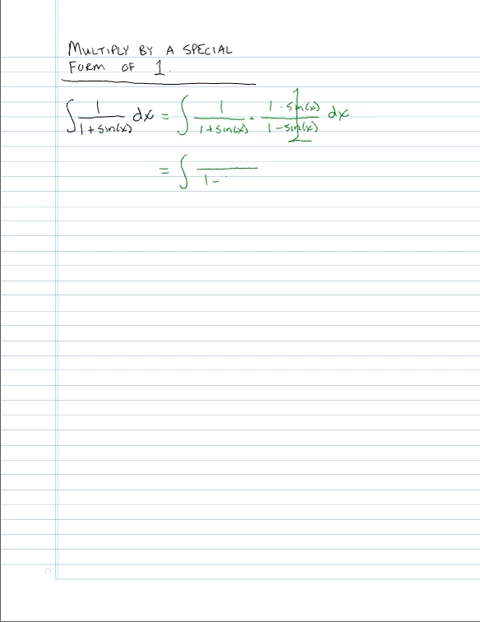 MULTIPLY BY A SPECIAL
FORM OF 1.
∫ 1/(1+sin(x)) dx = ∫ 1/(1+sin(x)) · (1 - sin(x))/(1-sin(x)) dx
= ∫ /(1-